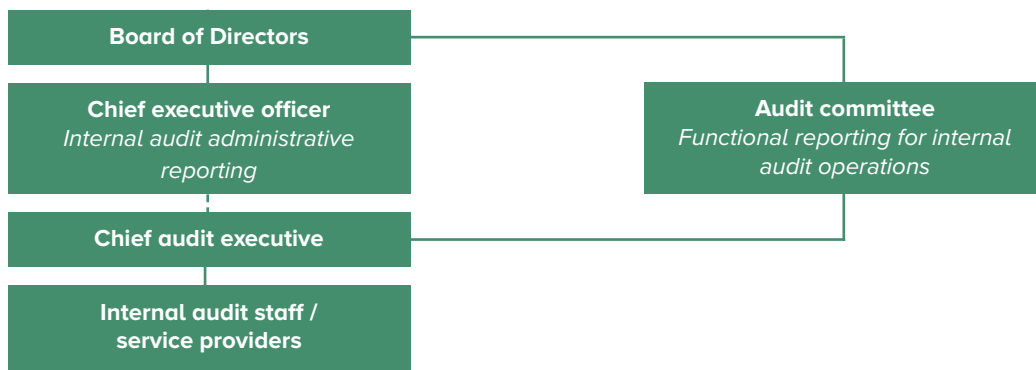 Board of Directors
Chief executive officer
Internal audit administrative
reporting
Audit committee
Functional reporting for internal
audit operations
Chief audit executive
Internal audit staff /
service providers